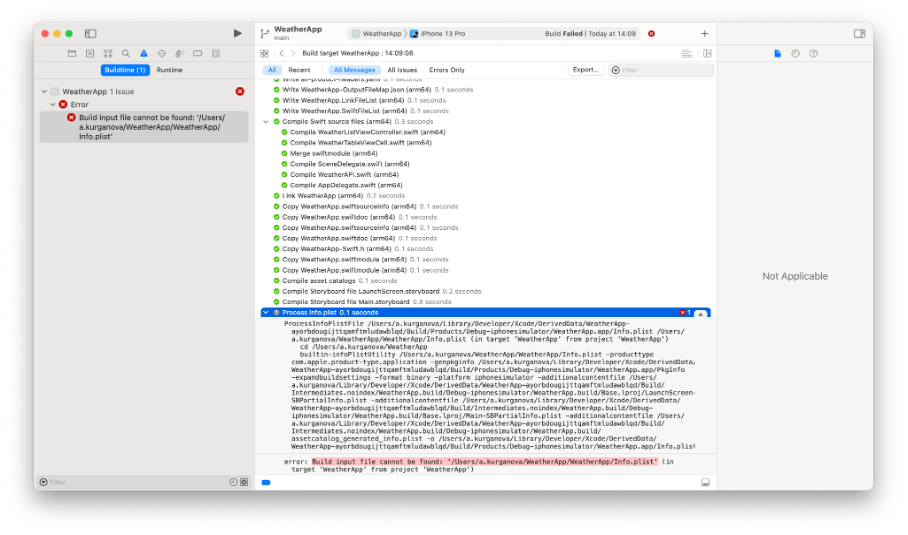 WeatherApp
main
WeatherApp 〉 iPhone 13 Pro
Build Failed | Today at 14:09
Buildtime (1) Runtime
WeatherApp 1 issue
Error
Build input file cannot be found: '/Users/
a.kurganova/WeatherApp/WeatherApp/
Info.plist'
Filter
Build target WeatherApp : 14:09:08
All Recent All Messages All Issues Errors Only Export... Filter
Write all-product-headers.yaml 0.1 seconds
Write WeatherApp-OutputFileMap.json (arm64) 0.1 seconds
Write WeatherApp.LinkFileList (arm64) 0.1 seconds
Write WeatherApp.SwiftFileList (arm64) 0.1 seconds
Compile Swift source files (arm64) 0.3 seconds
Compile WeatherListViewController.swift (arm64)
Compile WeatherTableViewCell.swift (arm64)
Merge swiftmodule (arm64)
Compile SceneDelegate.swift (arm64)
Compile WeatherAPI.swift (arm64)
Compile AppDelegate.swift (arm64)
Link WeatherApp (arm64) 0.2 seconds
Copy WeatherApp.swiftsourceinfo (arm64) 0.1 seconds
Copy WeatherApp.swiftdoc (arm64) 0.1 seconds
Copy WeatherApp.swiftsourceinfo (arm64) 0.1 seconds
Copy WeatherApp.swiftdoc (arm64) 0.1 seconds
Copy WeatherApp-Swift.h (arm64) 0.1 seconds
Copy WeatherApp.swiftmodule (arm64) 0.1 seconds
Copy WeatherApp.swiftmodule (arm64) 0.1 seconds
Compile asset catalogs 0.1 seconds
Compile Storyboard file LaunchScreen.storyboard 0.2 seconds
Compile Storyboard file Main.storyboard 0.8 seconds
Process Info.plist 0.1 seconds 1
ProcessInfoPlistFile /Users/a.kurganova/Library/Developer/Xcode/DerivedData/WeatherApp-
ayorbdougijttqamftmludawblqd/Build/Products/Debug-iphonesimulator/WeatherApp.app/Info.plist /Users/
a.kurganova/WeatherApp/WeatherApp/Info.plist (in target 'WeatherApp' from project 'WeatherApp')
cd /Users/a.kurganova/WeatherApp
builtin-infoPlistUtility /Users/a.kurganova/WeatherApp/WeatherApp/Info.plist -producttype
com.apple.product-type.application -genpkginfo /Users/a.kurganova/Library/Developer/Xcode/DerivedData/
WeatherApp-ayorbdougijttqamftmludawblqd/Build/Products/Debug-iphonesimulator/WeatherApp.app/PkgInfo
-expandbuildsettings -format binary -platform iphonesimulator -additionalcontentfile /Users/
a.kurganova/Library/Developer/Xcode/DerivedData/WeatherApp-ayorbdougijttqamftmludawblqd/Build/
Intermediates.noindex/WeatherApp.build/Debug-iphonesimulator/WeatherApp.build/Base.lproj/LaunchScreen-
SBPartialInfo.plist -additionalcontentfile /Users/a.kurganova/Library/Developer/Xcode/DerivedData/
WeatherApp-ayorbdougijttqamftmludawblqd/Build/Intermediates.noindex/WeatherApp.build/Debug-
iphonesimulator/WeatherApp.build/Base.lproj/Main-SBPartialInfo.plist -additionalcontentfile /Users/
a.kurganova/Library/Developer/Xcode/DerivedData/WeatherApp-ayorbdougijttqamftmludawblqd/Build/
Intermediates.noindex/WeatherApp.build/Debug-iphonesimulator/WeatherApp.build/
assetcatalog_generated_info.plist -o /Users/a.kurganova/Library/Developer/Xcode/DerivedData/
WeatherApp-ayorbdougijttqamftmludawblqd/Build/Products/Debug-iphonesimulator/WeatherApp.app/Info.plist
error: Build input file cannot be found: '/Users/a.kurganova/WeatherApp/WeatherApp/Info.plist' (in
target 'WeatherApp' from project 'WeatherApp')
Not Applicable